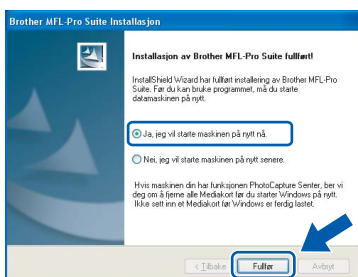 Brother MFL-Pro Suite Installasjon
Installasjon av Brother MFL-Pro Suite fullført!
InstallShield Wizard har fullført installering av Brother MFL-Pro
Suite. Før du kan bruke programmet, må du starte
datamaskinen på nytt.
Ja, jeg vil starte maskinen på nytt nå.
Nei, jeg vil starte maskinen på nytt senere.
Hvis maskinen din har funksjonen PhotoCapture Center, ber vi
deg om å fjerne alle Mediakort før du starter Windows på nytt.
Ikke sett inn et Mediakort før Windows er ferdig lastet.
< Tilbake
Fullfør
Avbryt